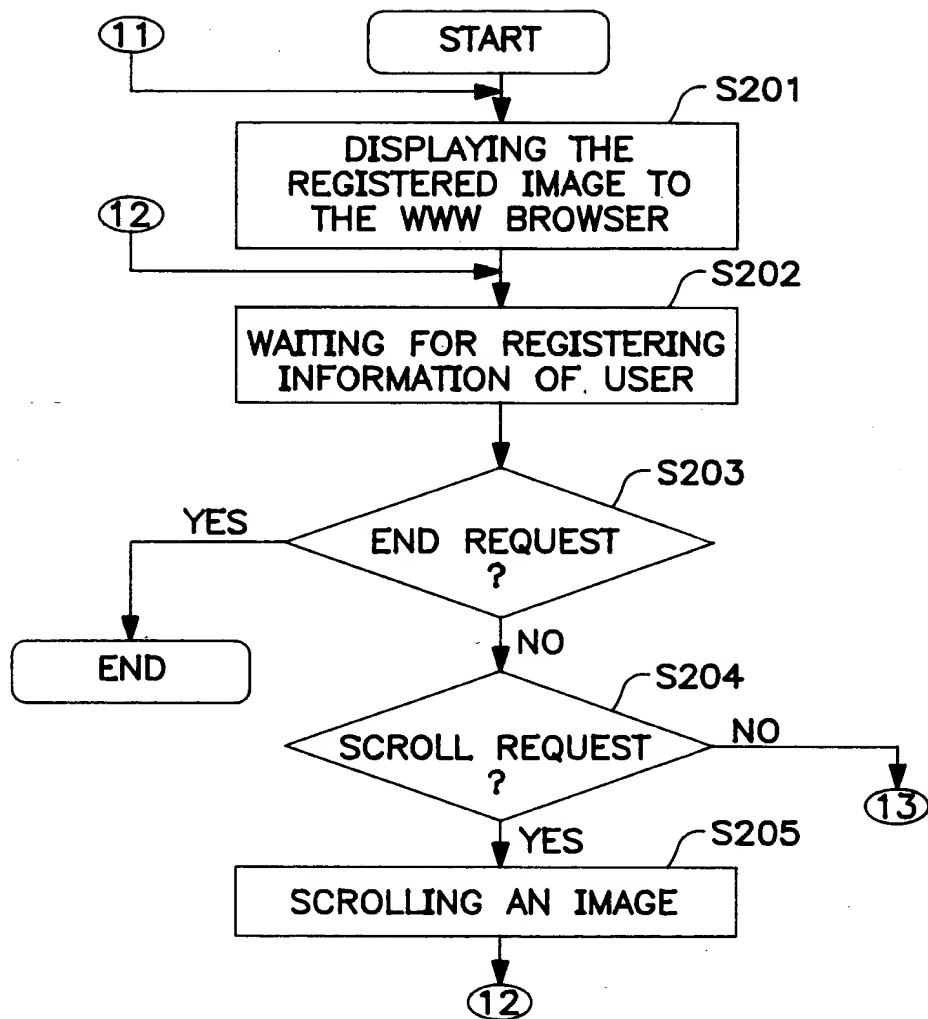 11
START
S201
DISPLAYING THE
REGISTERED IMAGE TO
THE WWW BROWSER
12
S202
WAITING FOR REGISTERING
INFORMATION OF USER
S203
YES
END REQUEST
?
END
NO
S204
SCROLL REQUEST
?
NO
13
YES
S205
SCROLLING AN IMAGE
12